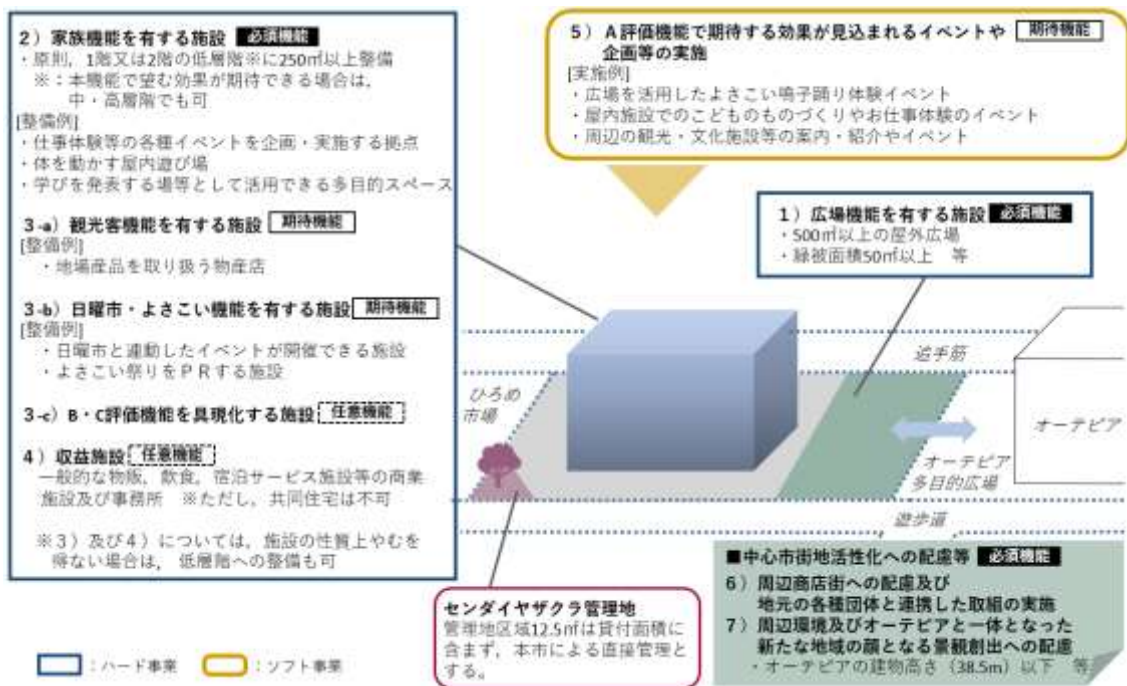 2）家族機能を有する施設 必須機能
・原則，1階又は2階の低層階※に250㎡以上整備
※：本機能で望む効果が期待できる場合は，
中・高層階でも可
[整備例]
・仕事体験等の各種イベントを企画・実施する拠点
・体を動かす屋内遊び場
・学びを発表する場等として活用できる多目的スペース
3-a）観光客機能を有する施設 期待機能
[整備例]
・地場産品を取り扱う物産店
3-b）日曜市・よさこい機能を有する施設 期待機能
[整備例]
・日曜市と連動したイベントが開催できる施設
・よさこい祭りをＰＲする施設
3-c）B・C評価機能を具現化する施設 任意機能
4）収益施設 任意機能
一般的な物販，飲食，宿泊サービス施設等の商業
施設及び事務所　※ただし，共同住宅は不可
※3）及び4）については，施設の性質上やむを
得ない場合は，低層階への整備も可
5）A評価機能で期待する効果が見込まれるイベントや 期待機能
企画等の実施
[実施例]
・広場を活用したよさこい鳴子踊り体験イベント
・屋内施設でのこどものものづくりやお仕事体験のイベント
・周辺の観光・文化施設等の案内・紹介やイベント
1）広場機能を有する施設 必須機能
・500㎡以上の屋外広場
・緑被面積50㎡以上　等
追手筋
ひろめ
市場
オーテピア
オーテピア
多目的広場
遊歩道
センダイヤザクラ管理地
管理地区域12.5㎡は貸付面積に
含まず，本市による直接管理と
する。
■中心市街地活性化への配慮等 必須機能
6）周辺商店街への配慮及び
地元の各種団体と連携した取組の実施
7）周辺環境及びオーテピアと一体となった
新たな地域の顔となる景観創出への配慮
・オーテピアの建物高さ（38.5m）以下　等
：ハード事業
：ソフト事業